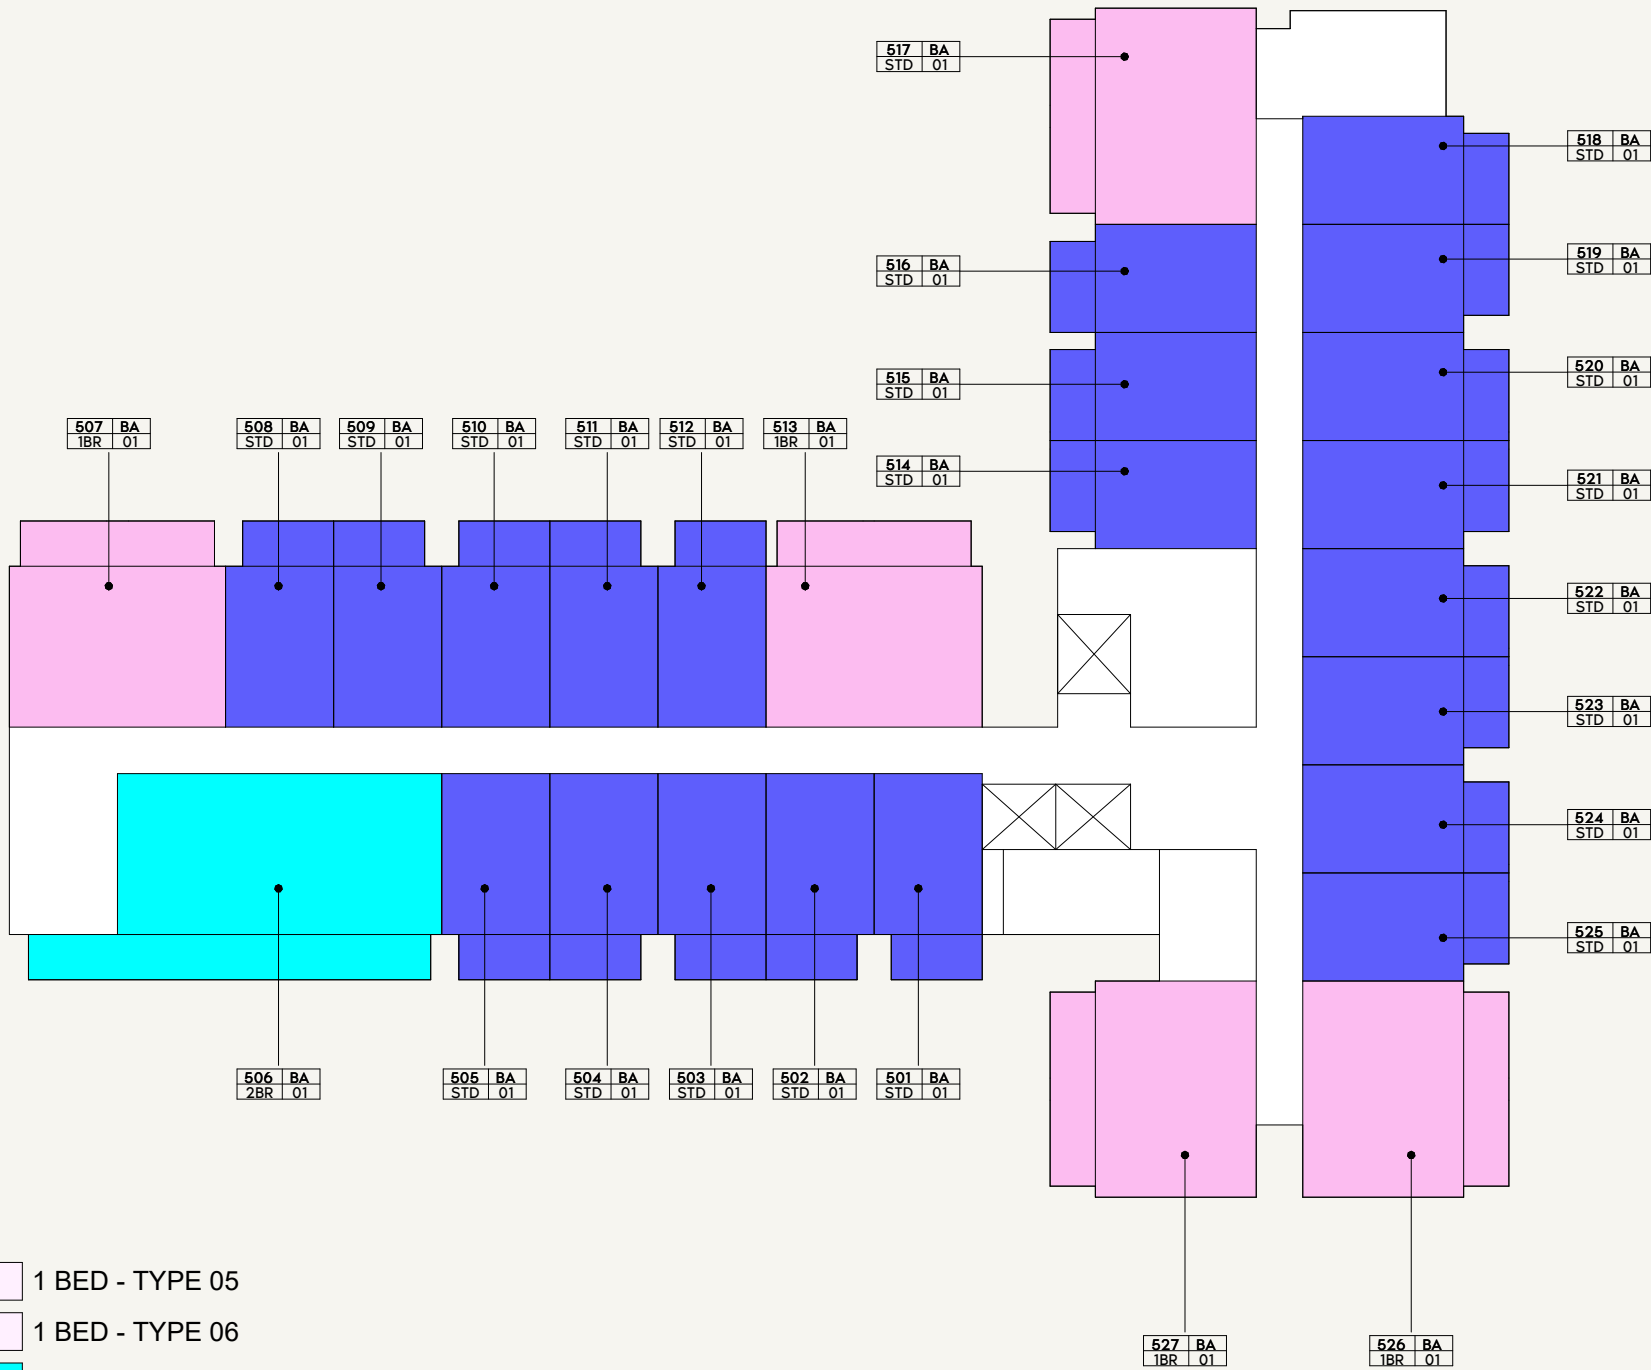 517 BA
STD 01
518 BA
STD 01
519 BA
STD 01
516 BA
STD 01
520 BA
STD 01
515 BA
STD 01
507 BA
1BR 01
508 BA
STD 01
509 BA
STD 01
510 BA
STD 01
511 BA
STD 01
512 BA
STD 01
513 BA
1BR 01
514 BA
STD 01
521 BA
STD 01
522 BA
STD 01
523 BA
STD 01
524 BA
STD 01
525 BA
STD 01
506 BA
2BR 01
505 BA
STD 01
504 BA
STD 01
503 BA
STD 01
502 BA
STD 01
501 BA
STD 01
1 BED - TYPE 05
1 BED - TYPE 06
527 BA
1BR 01
526 BA
1BR 01